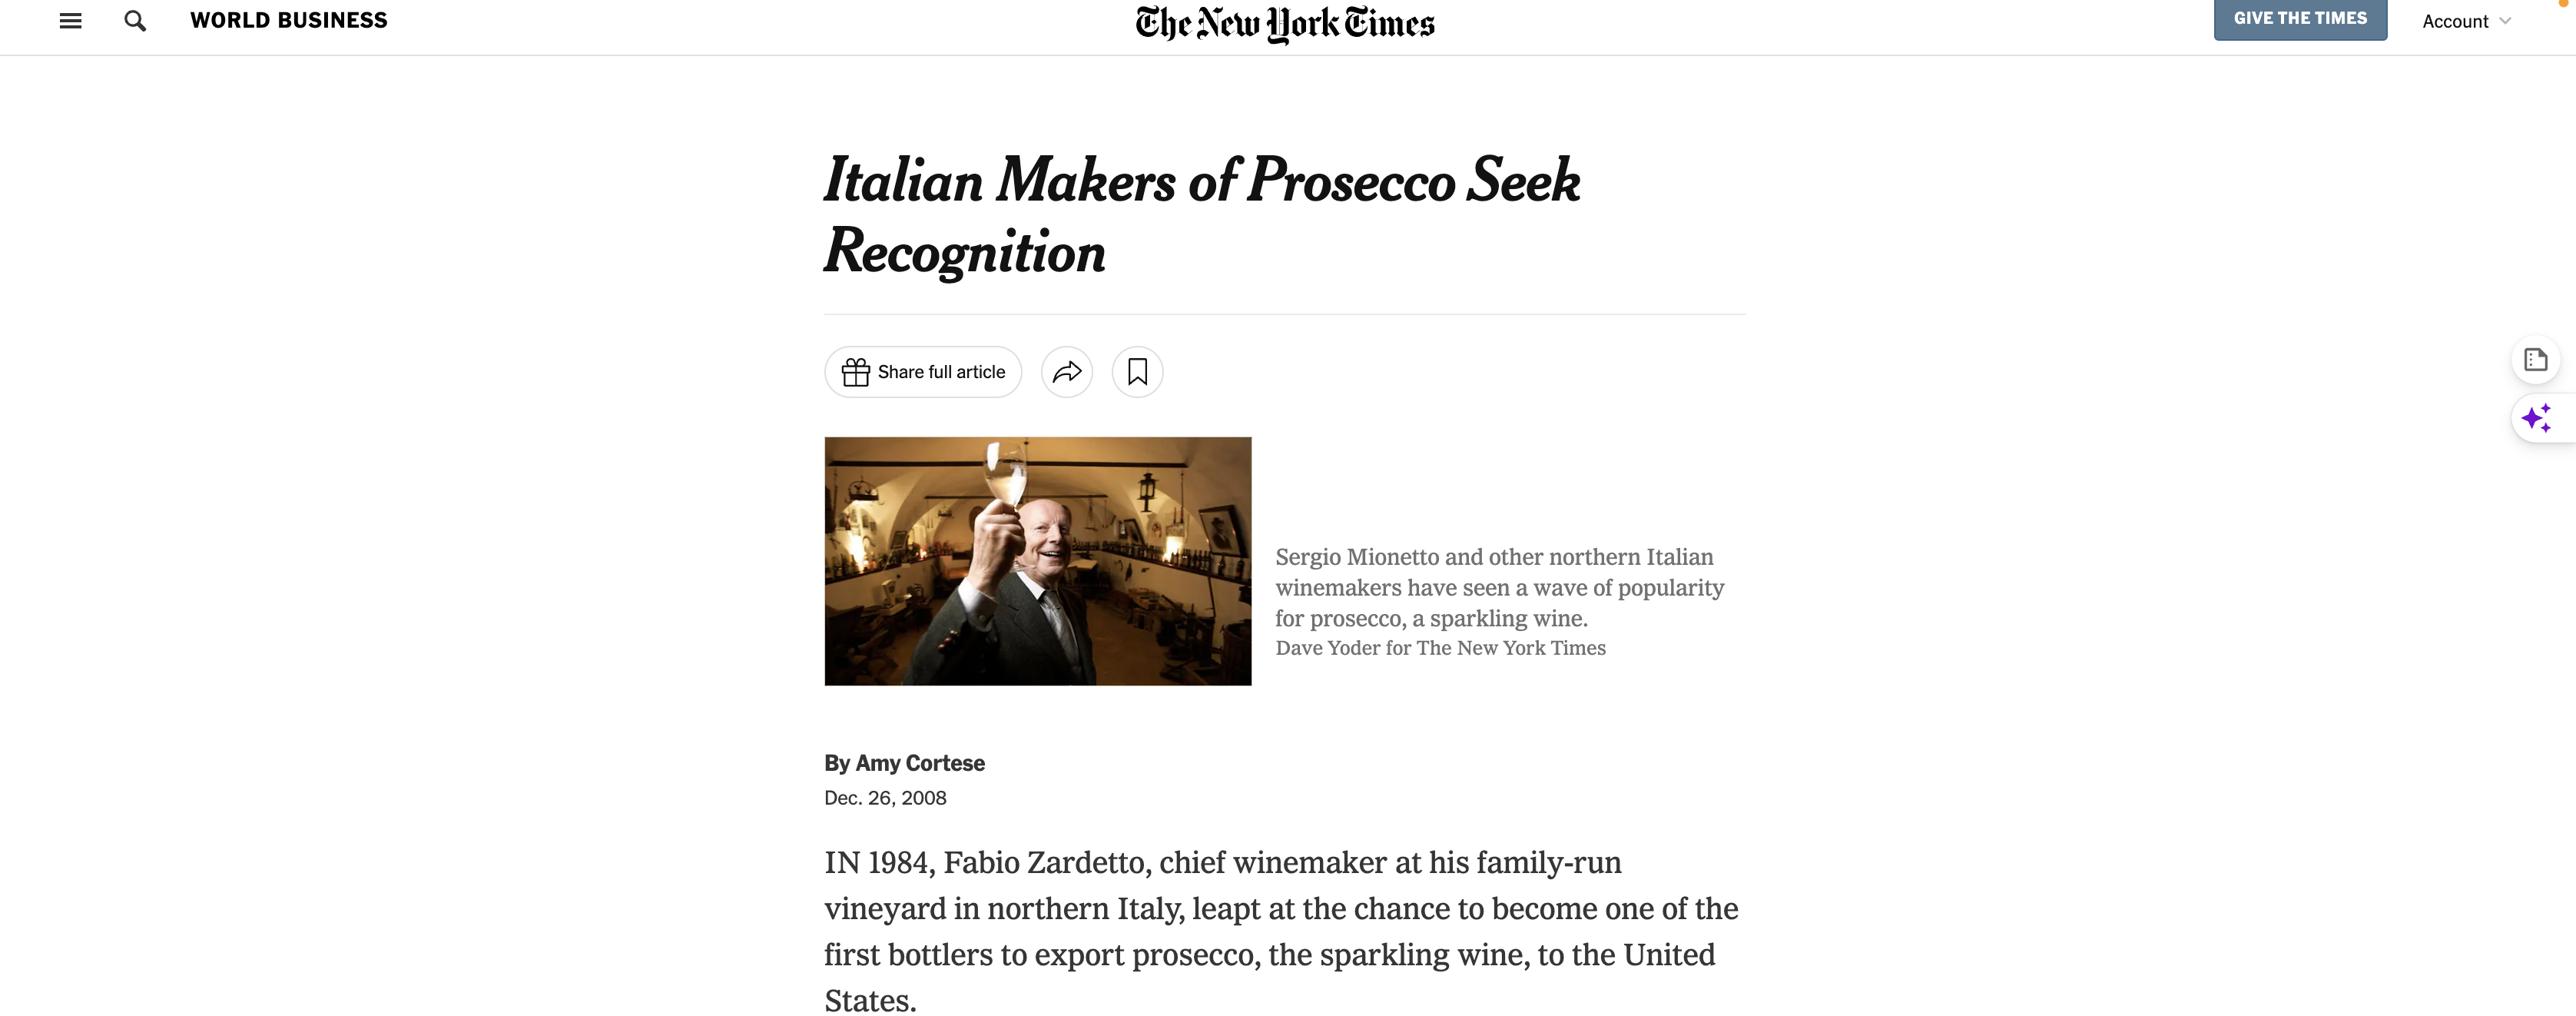 WORLD BUSINESS
The New York Times
GIVE THE TIMES
Account
Italian Makers of Prosecco Seek
Recognition
Share full article
Sergio Mionetto and other northern Italian
winemakers have seen a wave of popularity
for prosecco, a sparkling wine.
Dave Yoder for The New York Times
By Amy Cortese
Dec. 26, 2008
IN 1984, Fabio Zardetto, chief winemaker at his family-run
vineyard in northern Italy, leapt at the chance to become one of the
first bottlers to export prosecco, the sparkling wine, to the United
States.